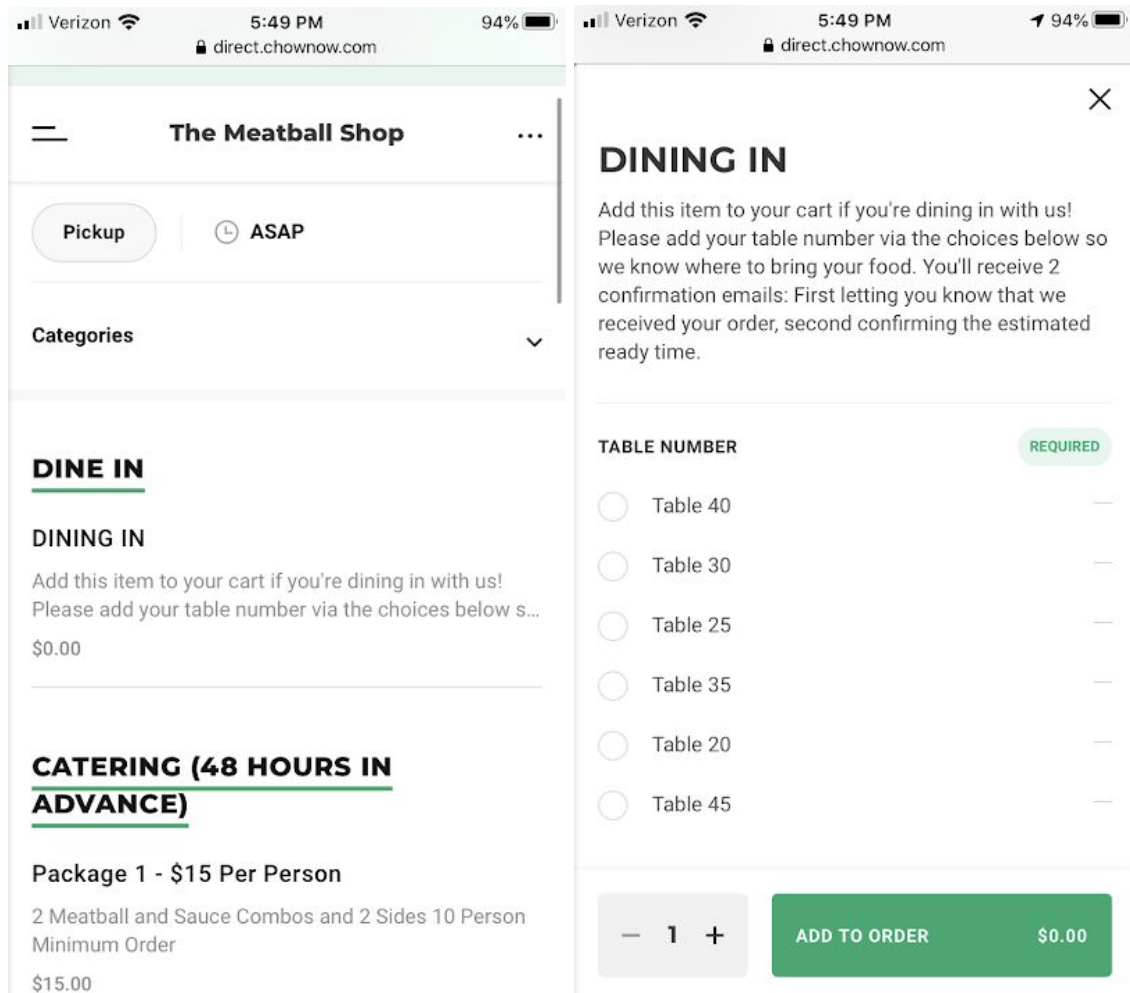 Verizon 5:49 PM 94%
direct.chownow.com
The Meatball Shop
Pickup ASAP
Categories
DINE IN
DINING IN
Add this item to your cart if you're dining in with us!
Please add your table number via the choices below s...
$0.00
CATERING (48 HOURS IN
ADVANCE)
Package 1 - $15 Per Person
2 Meatball and Sauce Combos and 2 Sides 10 Person
Minimum Order
$15.00
Verizon 5:49 PM 94%
direct.chownow.com
DINING IN
Add this item to your cart if you're dining in with us!
Please add your table number via the choices below so
we know where to bring your food. You'll receive 2
confirmation emails: First letting you know that we
received your order, second confirming the estimated
ready time.
TABLE NUMBER REQUIRED
Table 40
Table 30
Table 25
Table 35
Table 20
Table 45
1 ADD TO ORDER $0.00